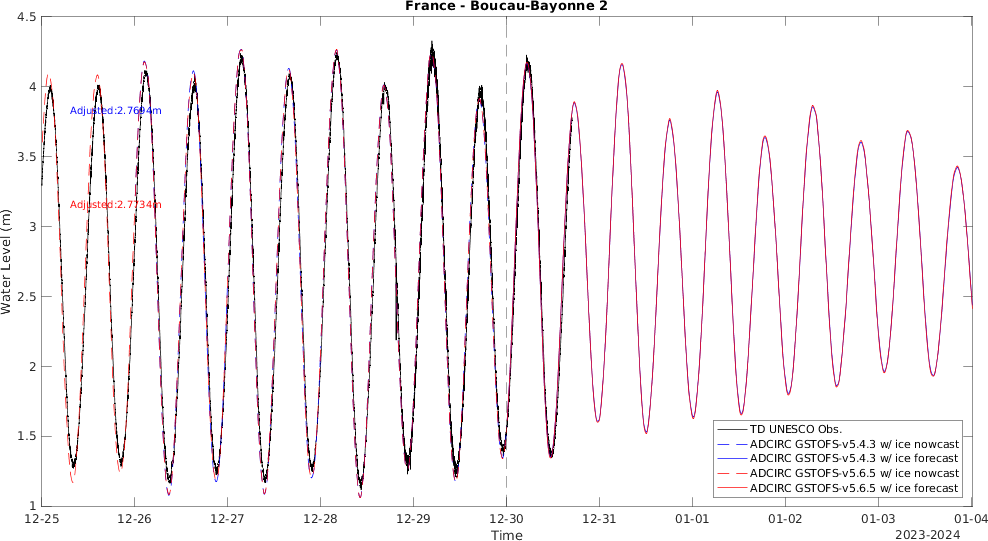 France - Boucau-Bayonne 2
4.5
4
3.5
3
2.5
2
1.5
1
Water Level (m)
Adjusted:2.7694m
Adjusted:2.7734m
TD UNESCO Obs.
ADCIRC GSTOFS-v5.4.3 w/ ice nowcast
ADCIRC GSTOFS-v5.4.3 w/ ice forecast
ADCIRC GSTOFS-v5.6.5 w/ ice nowcast
ADCIRC GSTOFS-v5.6.5 w/ ice forecast
12-25 12-26 12-27 12-28 12-29 12-30 12-31 01-01 01-02 01-03 01-04
Time
2023-2024